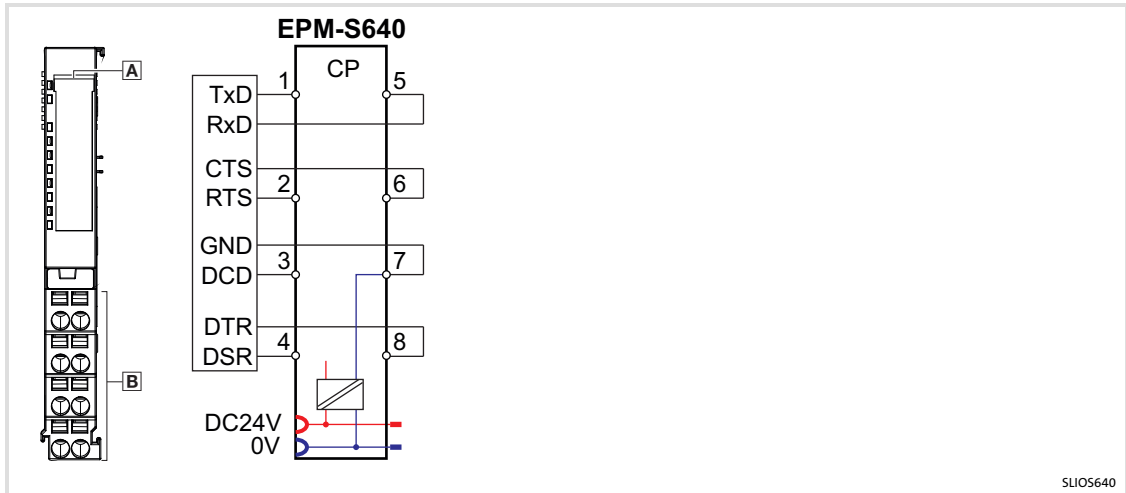 EPM-S640
A
CP
1
5
TxD
RxD
CTS
2
6
RTS
GND
3
7
DCD
DTR
4
8
DSR
B
DC24V
0V
SLIOS640